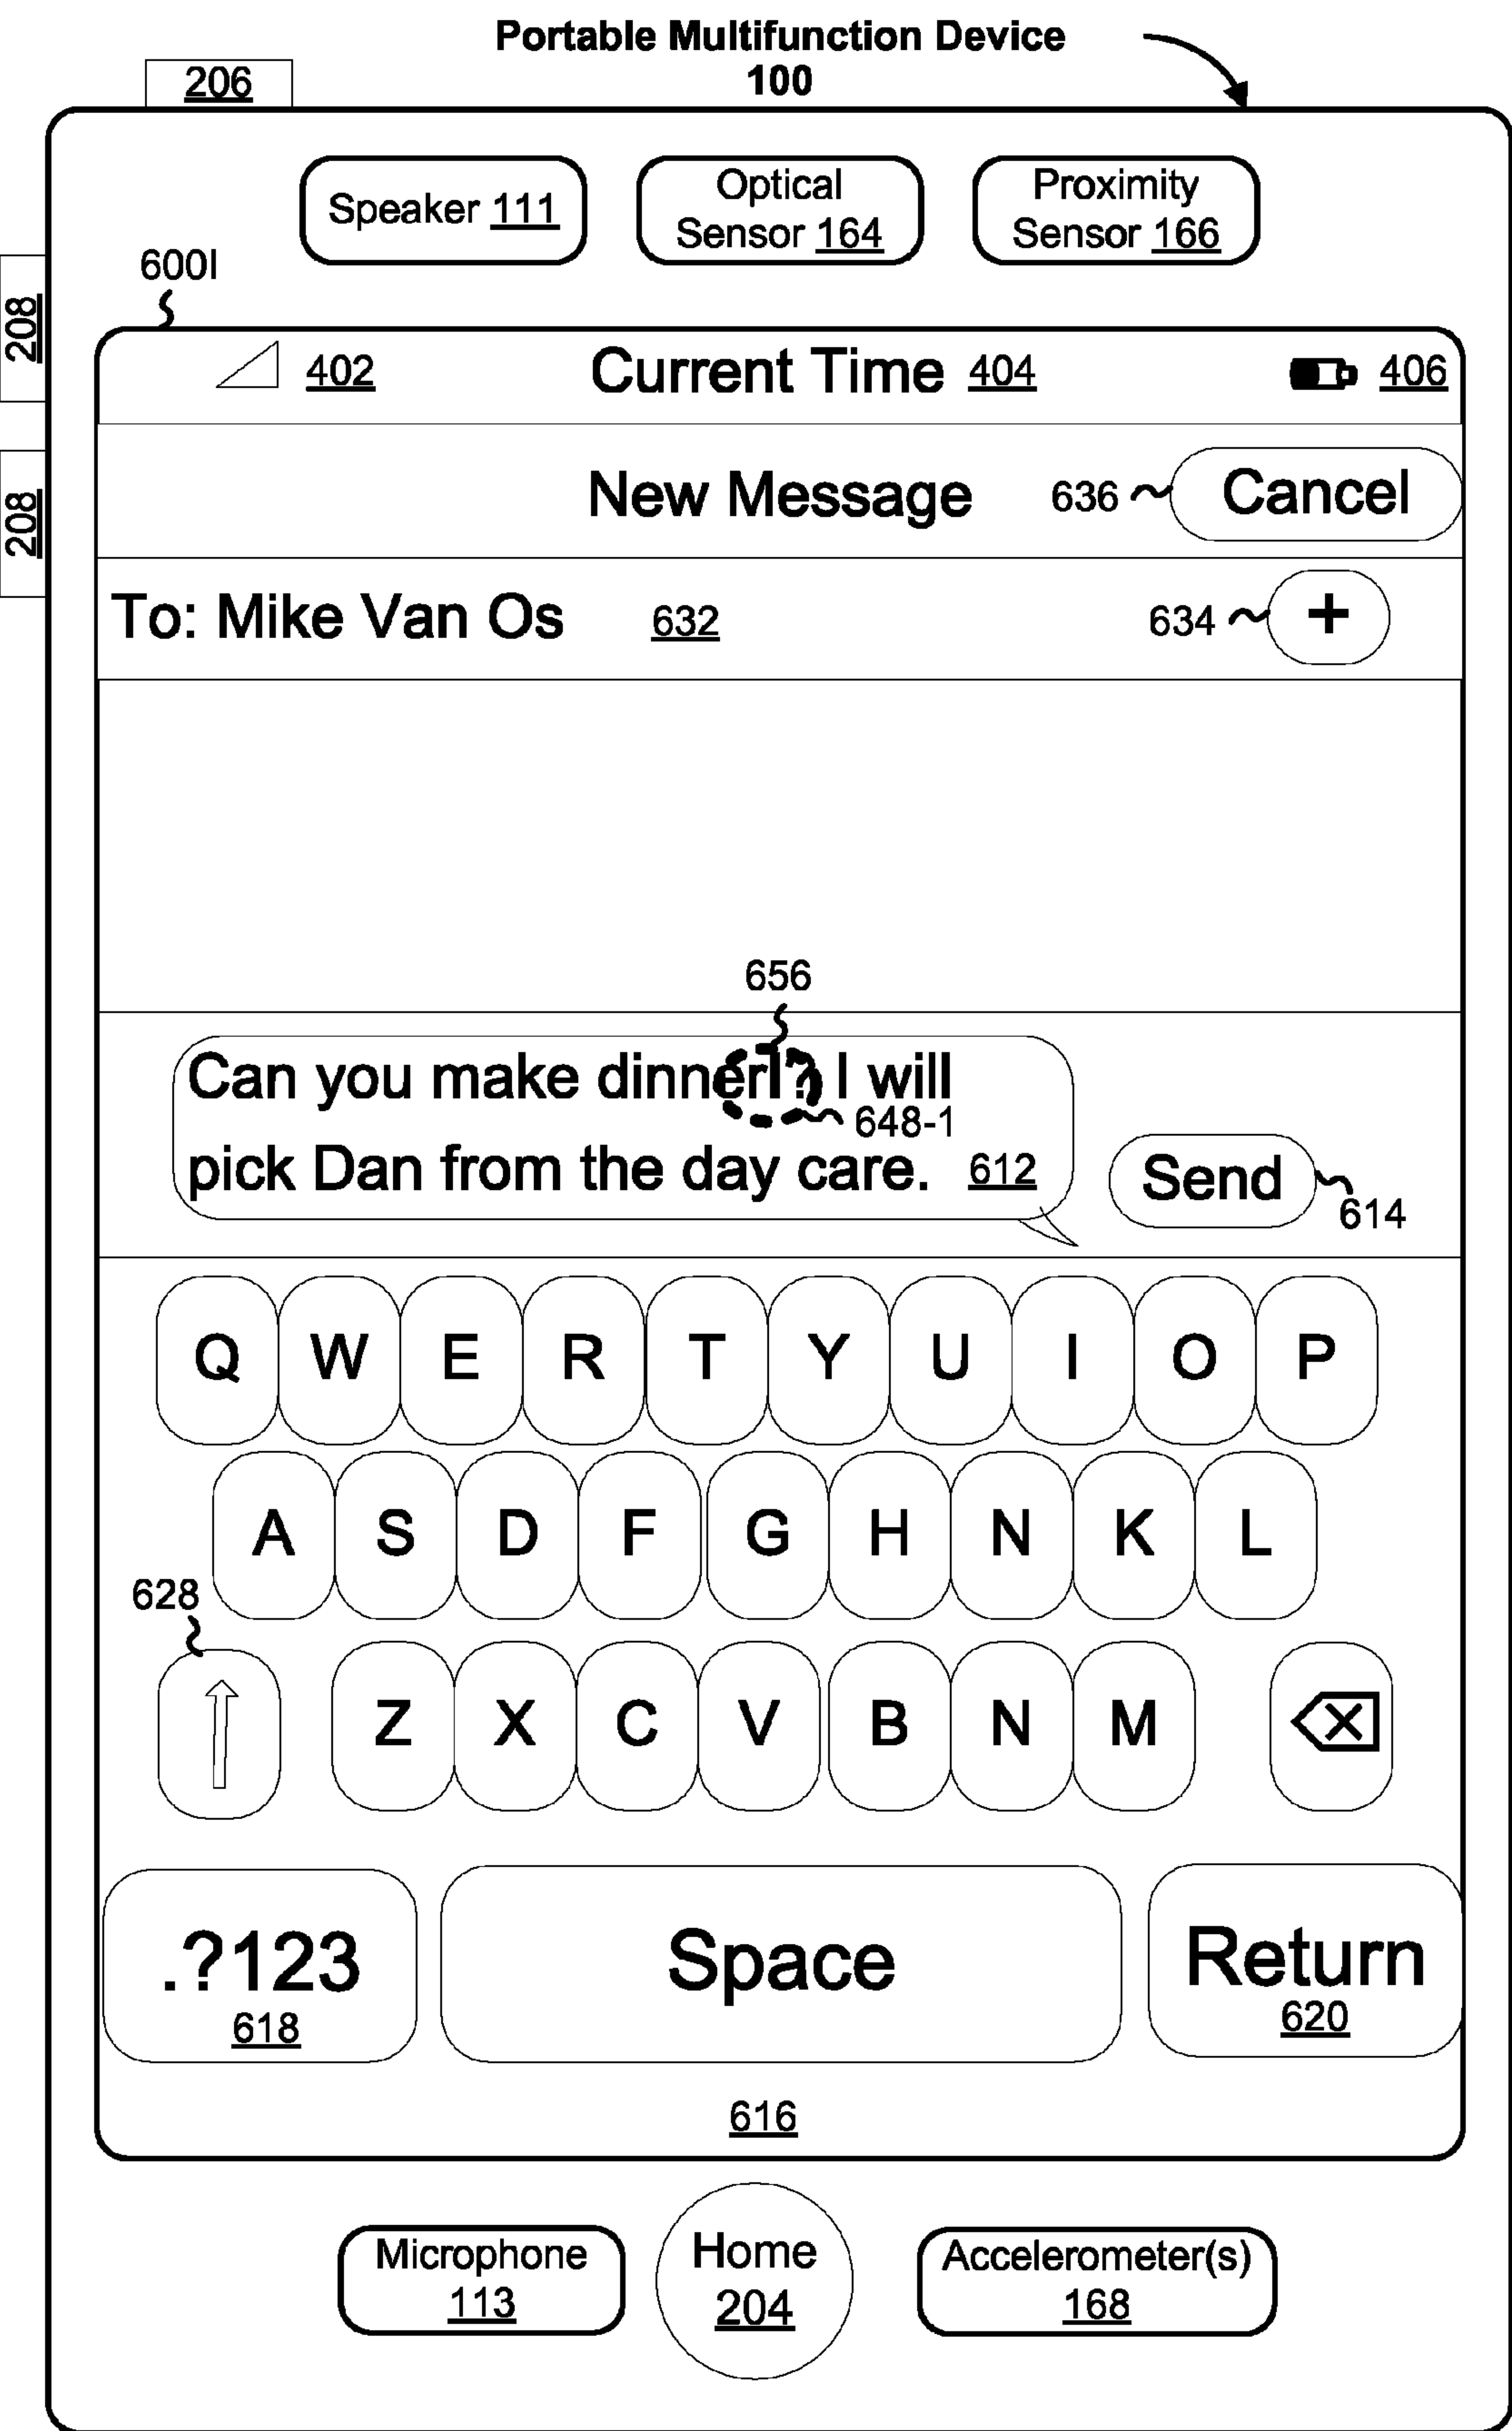 Portable Multifunction Device
100
206
Speaker 111
Optical
Sensor 164
Proximity
Sensor 166
600I
208
208
402
Current Time 404
406
New Message
636
Cancel
To: Mike Van Os
632
634
+
656
Can you make dinner? I will
648-1
pick Dan from the day care.
612
Send
614
Q W E R T Y U I O P
A S D F G H N K L
628
Z X C V B N M
.?123
618
Space
Return
620
616
Microphone
113
Home
204
Accelerometer(s)
168